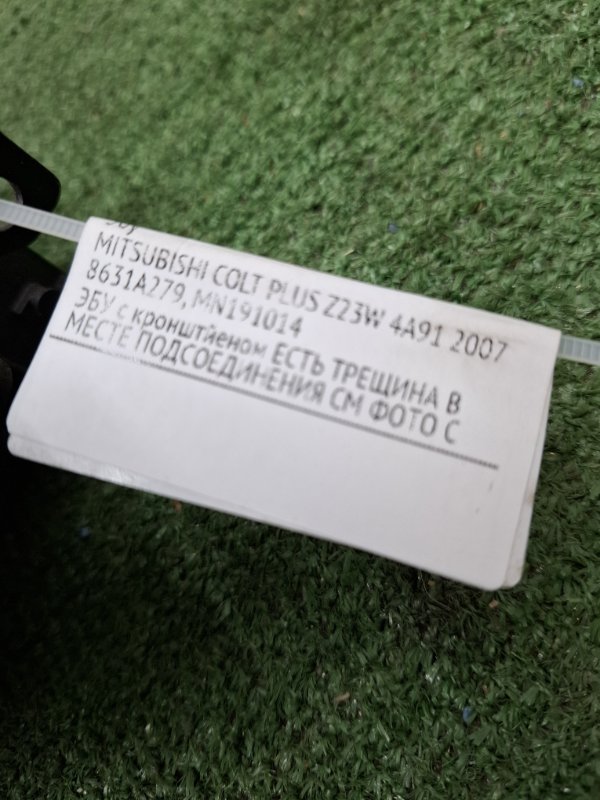 MITSUBISHI COLT PLUS Z23W 4A91 2007
8631A279, MN191014
ЭБУ с кронштйеном ЕСТЬ ТРЕЩИНА В
МЕСТЕ ПОДСОЕДИНЕНИЯ СМ ФОТО С